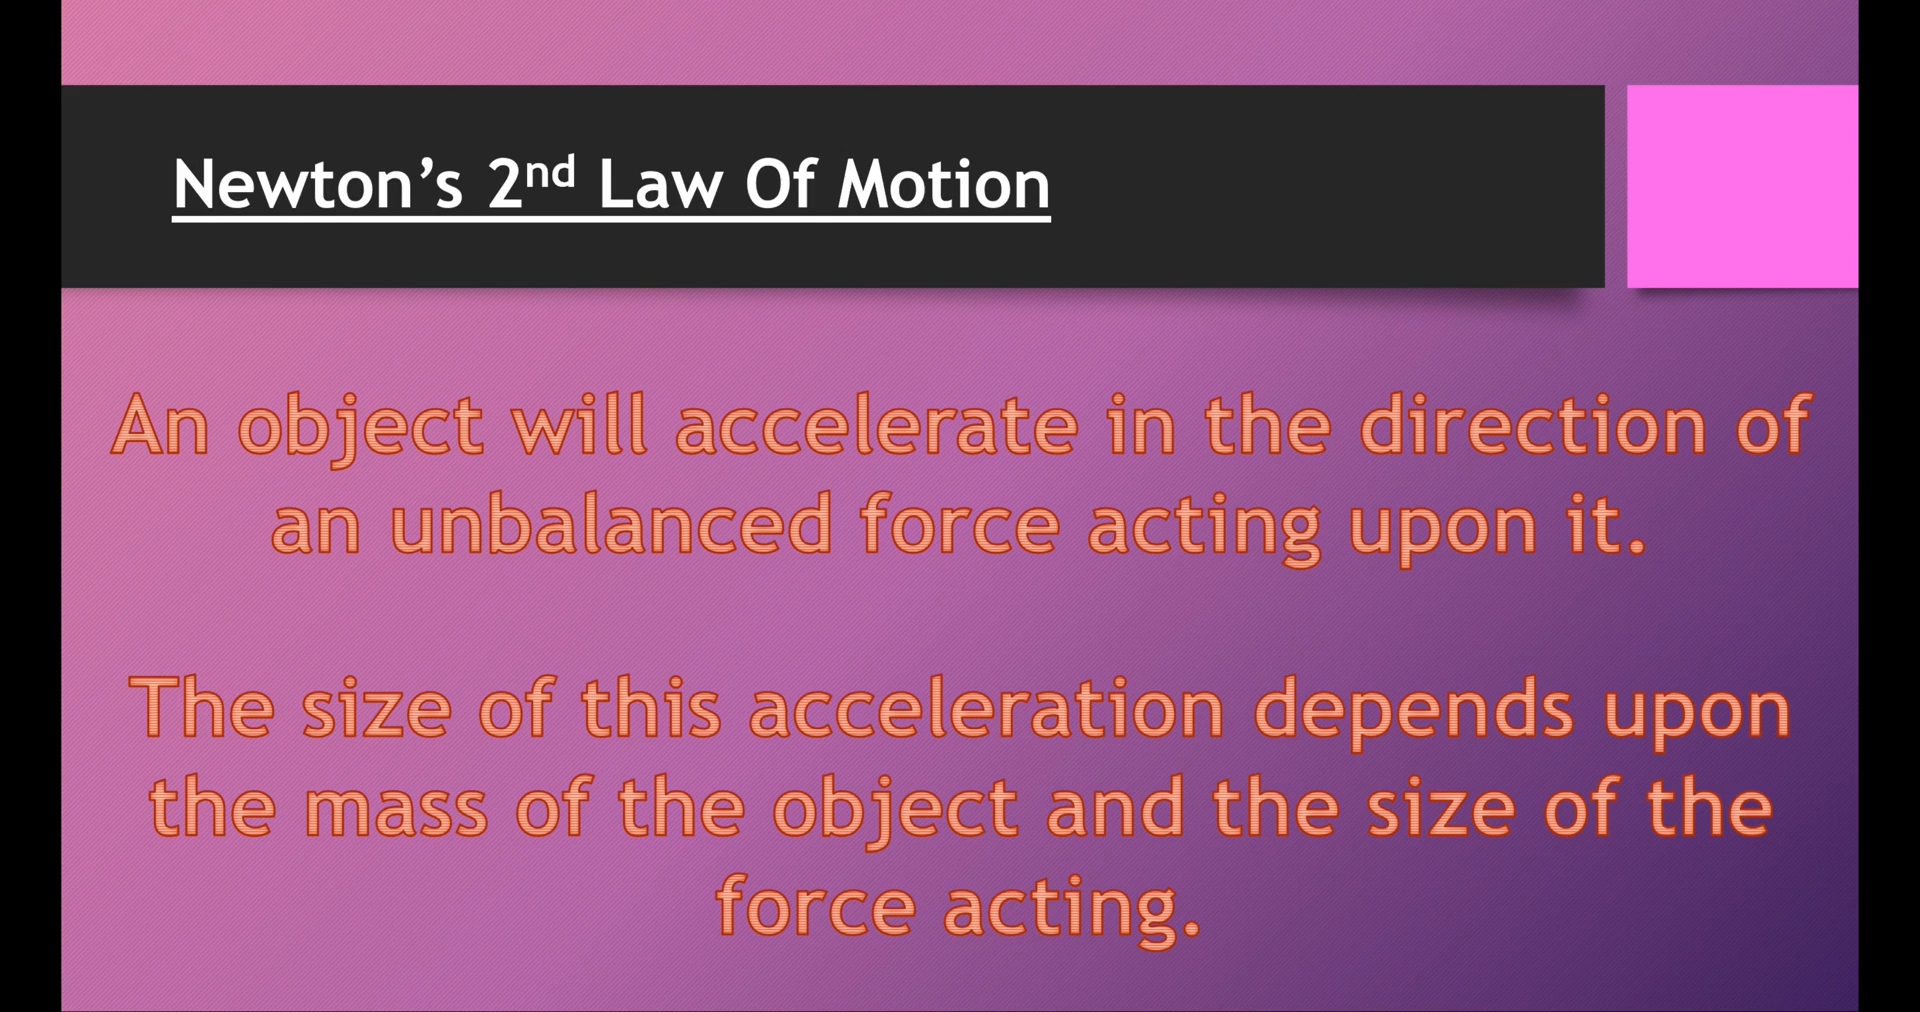 Newton’s 2nd Law Of Motion
An object will accelerate in the direction of
an unbalanced force acting upon it.
The size of this acceleration depends upon
the mass of the object and the size of the
force acting.